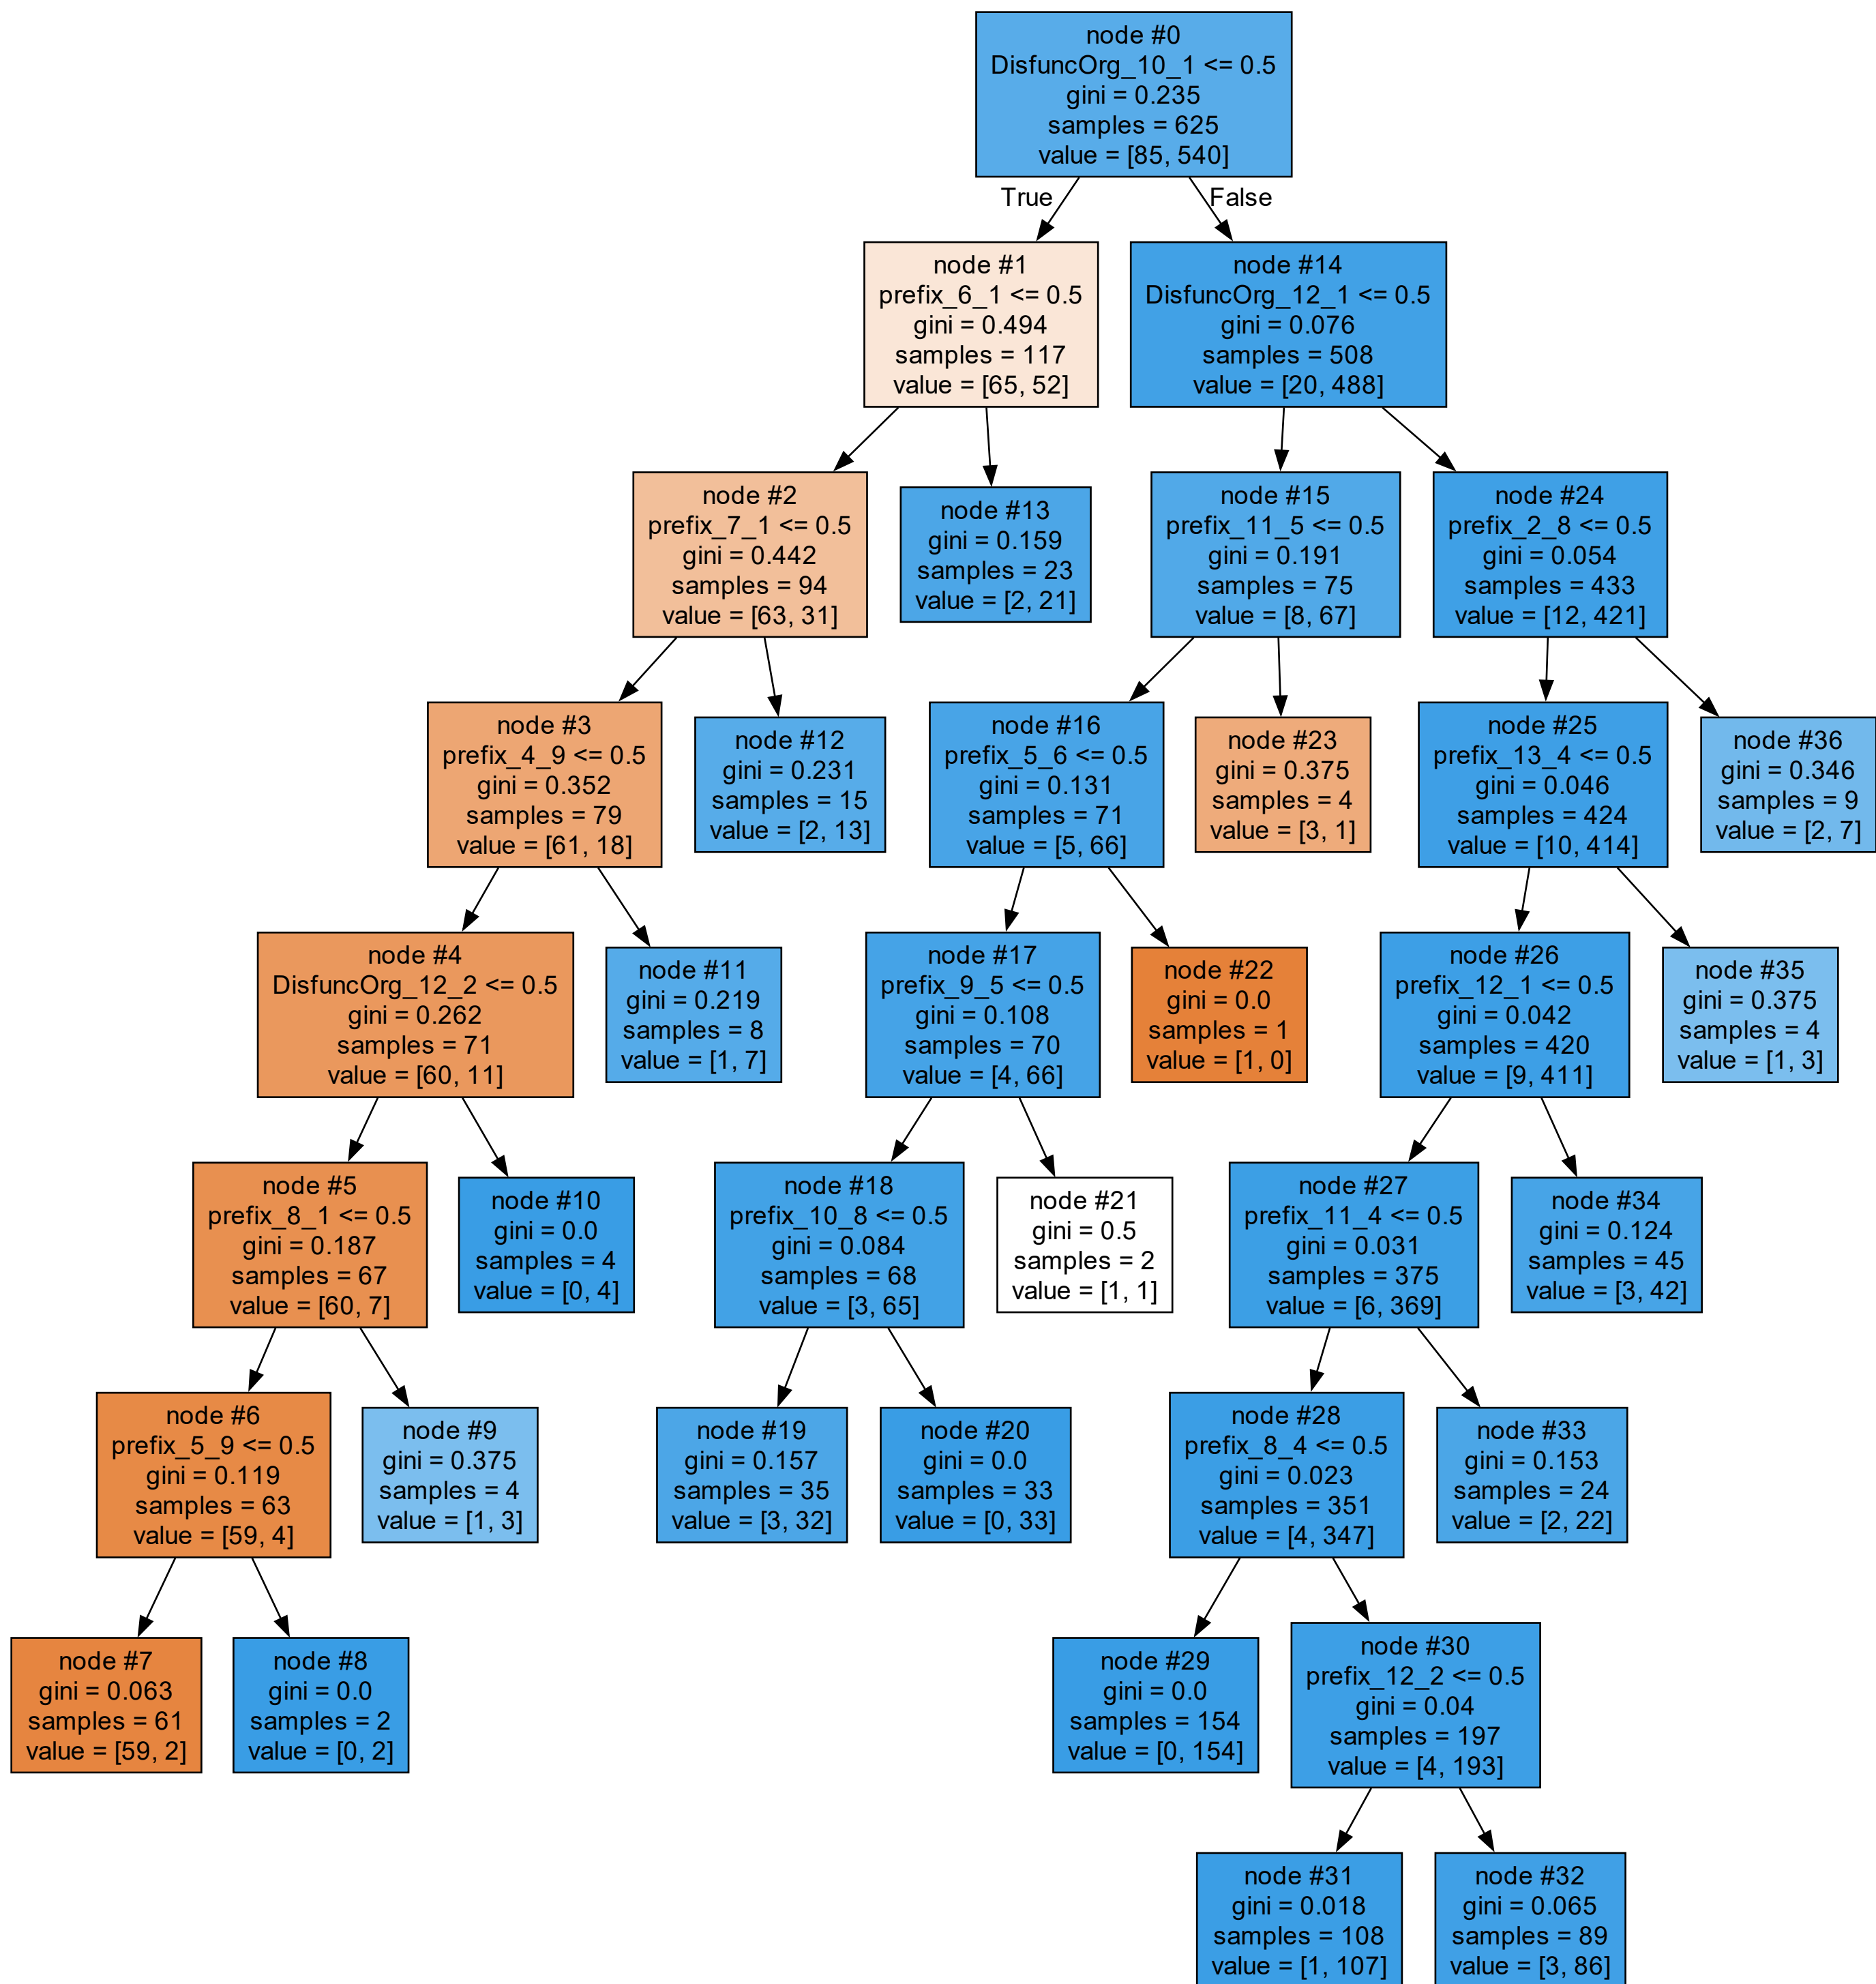 node #0
DisfuncOrg_10_1 <= 0.5
gini = 0.235
samples = 625
value = [85, 540]
True
False
node #1
prefix_6_1 <= 0.5
gini = 0.494
samples = 117
value = [65, 52]
node #14
DisfuncOrg_12_1 <= 0.5
gini = 0.076
samples = 508
value = [20, 488]
node #2
prefix_7_1 <= 0.5
gini = 0.442
samples = 94
value = [63, 31]
node #13
gini = 0.159
samples = 23
value = [2, 21]
node #15
prefix_11_5 <= 0.5
gini = 0.191
samples = 75
value = [8, 67]
node #24
prefix_2_8 <= 0.5
gini = 0.054
samples = 433
value = [12, 421]
node #3
prefix_4_9 <= 0.5
gini = 0.352
samples = 79
value = [61, 18]
node #12
gini = 0.231
samples = 15
value = [2, 13]
node #16
prefix_5_6 <= 0.5
gini = 0.131
samples = 71
value = [5, 66]
node #23
gini = 0.375
samples = 4
value = [3, 1]
node #25
prefix_13_4 <= 0.5
gini = 0.046
samples = 424
value = [10, 414]
node #36
gini = 0.346
samples = 9
value = [2, 7]
node #4
DisfuncOrg_12_2 <= 0.5
gini = 0.262
samples = 71
value = [60, 11]
node #11
gini = 0.219
samples = 8
value = [1, 7]
node #17
prefix_9_5 <= 0.5
gini = 0.108
samples = 70
value = [4, 66]
node #22
gini = 0.0
samples = 1
value = [1, 0]
node #26
prefix_12_1 <= 0.5
gini = 0.042
samples = 420
value = [9, 411]
node #35
gini = 0.375
samples = 4
value = [1, 3]
node #5
prefix_8_1 <= 0.5
gini = 0.187
samples = 67
value = [60, 7]
node #10
gini = 0.0
samples = 4
value = [0, 4]
node #18
prefix_10_8 <= 0.5
gini = 0.084
samples = 68
value = [3, 65]
node #21
gini = 0.5
samples = 2
value = [1, 1]
node #27
prefix_11_4 <= 0.5
gini = 0.031
samples = 375
value = [6, 369]
node #34
gini = 0.124
samples = 45
value = [3, 42]
node #6
prefix_5_9 <= 0.5
gini = 0.119
samples = 63
value = [59, 4]
node #9
gini = 0.375
samples = 4
value = [1, 3]
node #19
gini = 0.157
samples = 35
value = [3, 32]
node #20
gini = 0.0
samples = 33
value = [0, 33]
node #28
prefix_8_4 <= 0.5
gini = 0.023
samples = 351
value = [4, 347]
node #33
gini = 0.153
samples = 24
value = [2, 22]
node #7
gini = 0.063
samples = 61
value = [59, 2]
node #8
gini = 0.0
samples = 2
value = [0, 2]
node #29
gini = 0.0
samples = 154
value = [0, 154]
node #30
prefix_12_2 <= 0.5
gini = 0.04
samples = 197
value = [4, 193]
node #31
gini = 0.018
samples = 108
value = [1, 107]
node #32
gini = 0.065
samples = 89
value = [3, 86]